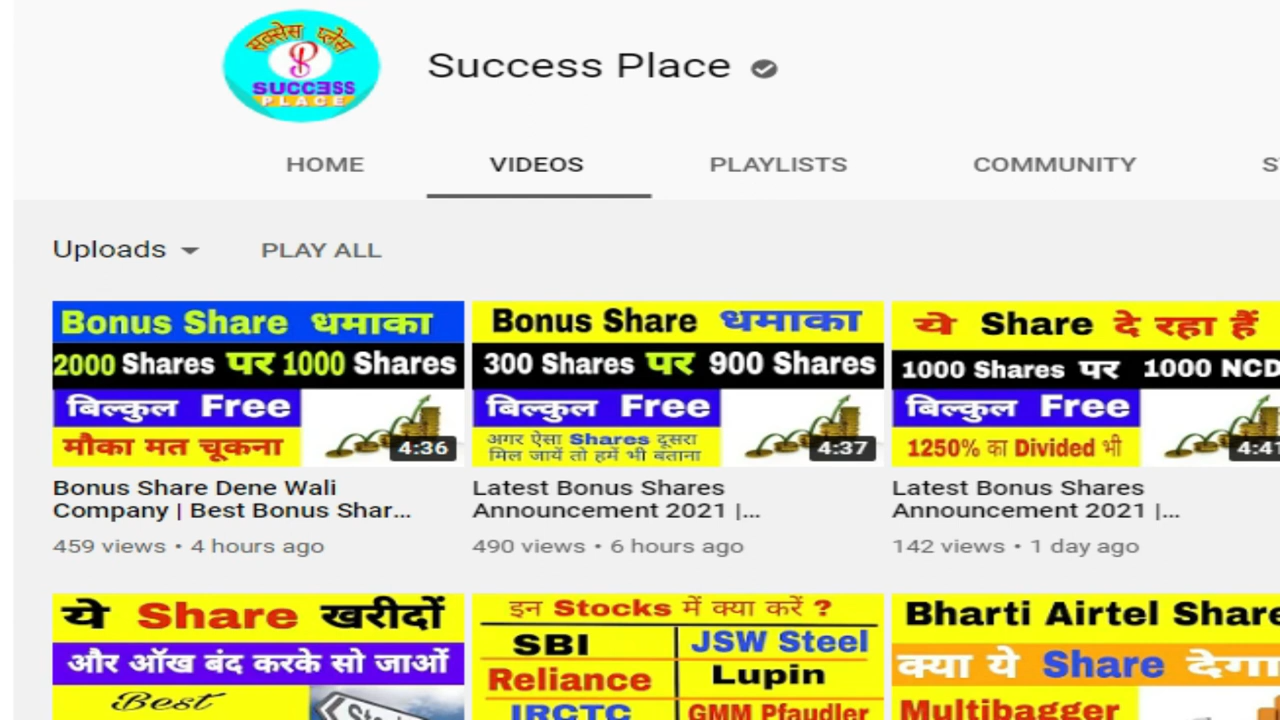 सक्सेस प्लेस
SUCCESS
PLACE
Success Place
HOME VIDEOS PLAYLISTS COMMUNITY S
Uploads PLAY ALL
Bonus Share धमाका
2000 Shares पर 1000 Shares
बिल्कुल Free
मौका मत चूकना
4:36
Bonus Share Dene Wali
Company | Best Bonus Shar...
459 views • 4 hours ago
Bonus Share धमाका
300 Shares पर 900 Shares
बिल्कुल Free
अगर ऐसा Shares दूसरा
मिल जायें तो हमें भी बताना
4:37
Latest Bonus Shares
Announcement 2021 |...
490 views • 6 hours ago
ये Share दे रहा हैं
1000 Shares पर 1000 NCD
बिल्कुल Free
1250% का Divided भी
4:41
Latest Bonus Shares
Announcement 2021 |...
142 views • 1 day ago
ये Share खरीदों
और ऑख बंद करके सो जाओं
Best
इन Stocks में क्या करें ?
SBI JSW Steel
Reliance Lupin
IRCTC GMM Pfaudler
Bharti Airtel Share
क्या ये Share देगा
Multibagger